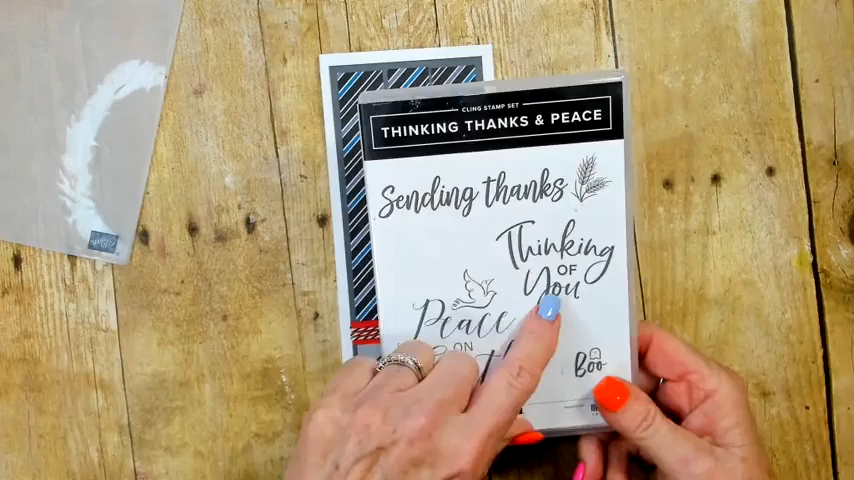 CLING STAMP SET
THINKING THANKS & PEACE
Sending thanks
Thinking
OF
You
Peace
ON
Boo